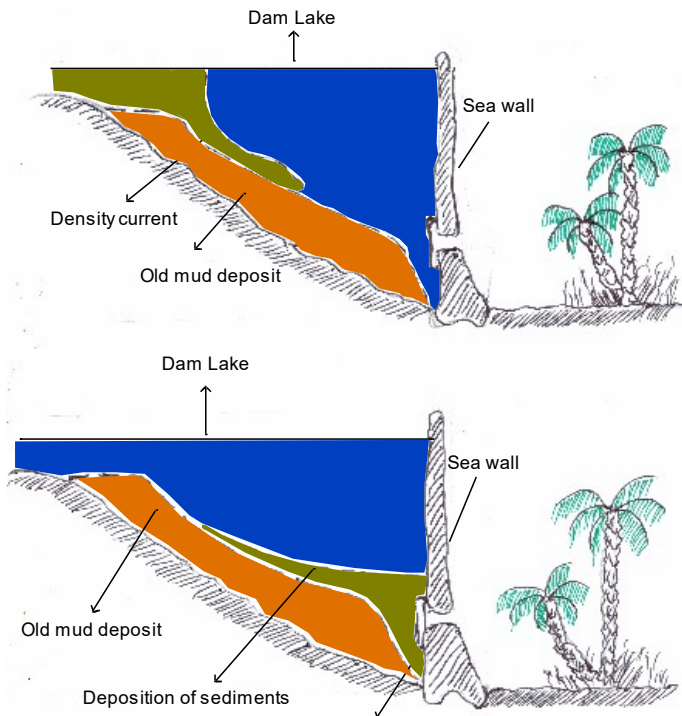 Dam Lake
Sea wall
Density current
Old mud deposit
Dam Lake
Sea wall
Old mud deposit
Deposition of sediments